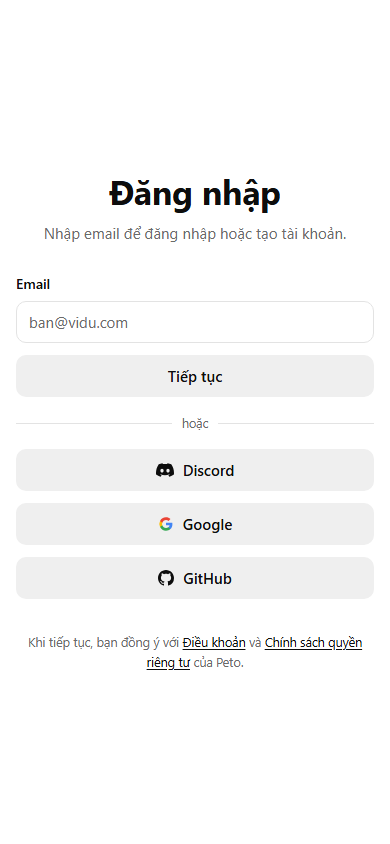 Đăng nhập
Nhập email để đăng nhập hoặc tạo tài khoản.
Email
ban@vidu.com
Tiếp tục
hoặc
Discord
Google
GitHub
Khi tiếp tục, bạn đồng ý với Điều khoản và Chính sách quyền
riêng tư của Peto.